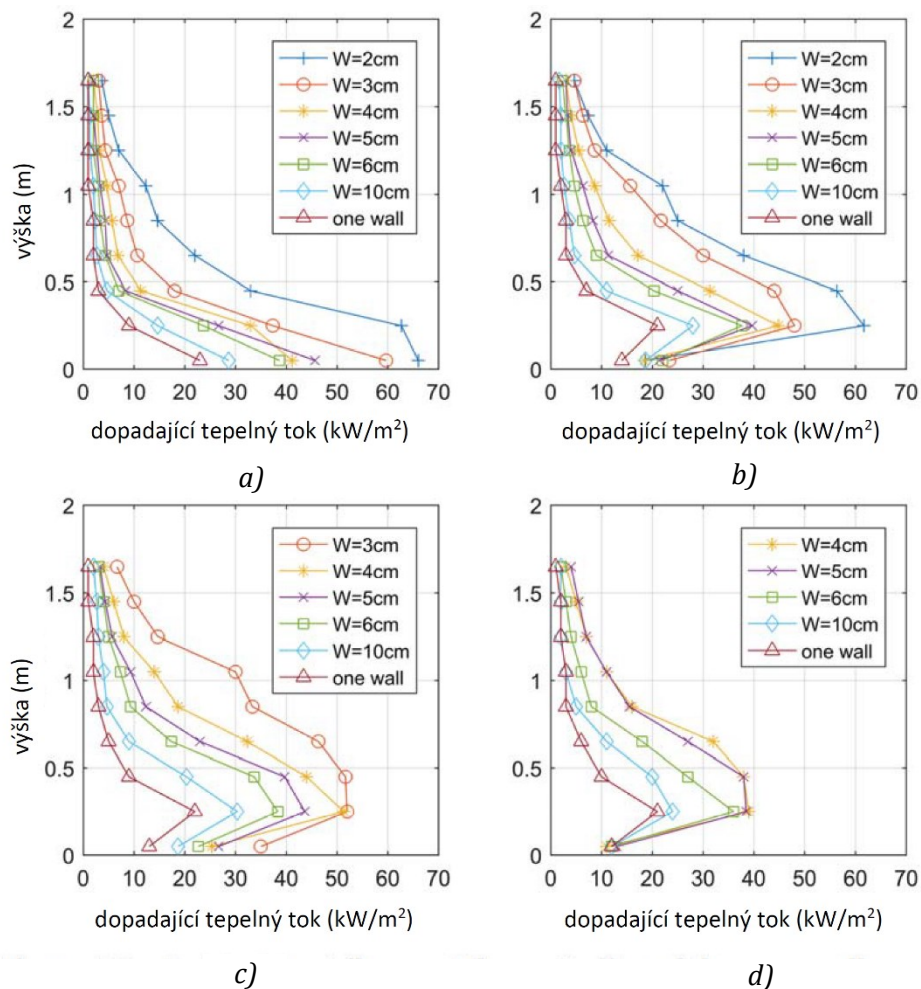 2
1.5
1
0.5
0
výška (m)
W=2cm
W=3cm
W=4cm
W=5cm
W=6cm
W=10cm
one wall
0 10 20 30 40 50 60 70
dopadající tepelný tok (kW/m²)
a)
2
1.5
1
0.5
0
W=2cm
W=3cm
W=4cm
W=5cm
W=6cm
W=10cm
one wall
0 10 20 30 40 50 60 70
dopadající tepelný tok (kW/m²)
b)
2
1.5
1
0.5
0
výška (m)
W=3cm
W=4cm
W=5cm
W=6cm
W=10cm
one wall
0 10 20 30 40 50 60 70
dopadající tepelný tok (kW/m²)
c)
2
1.5
1
0.5
0
W=4cm
W=5cm
W=6cm
W=10cm
one wall
0 10 20 30 40 50 60 70
dopadající tepelný tok (kW/m²)
d)